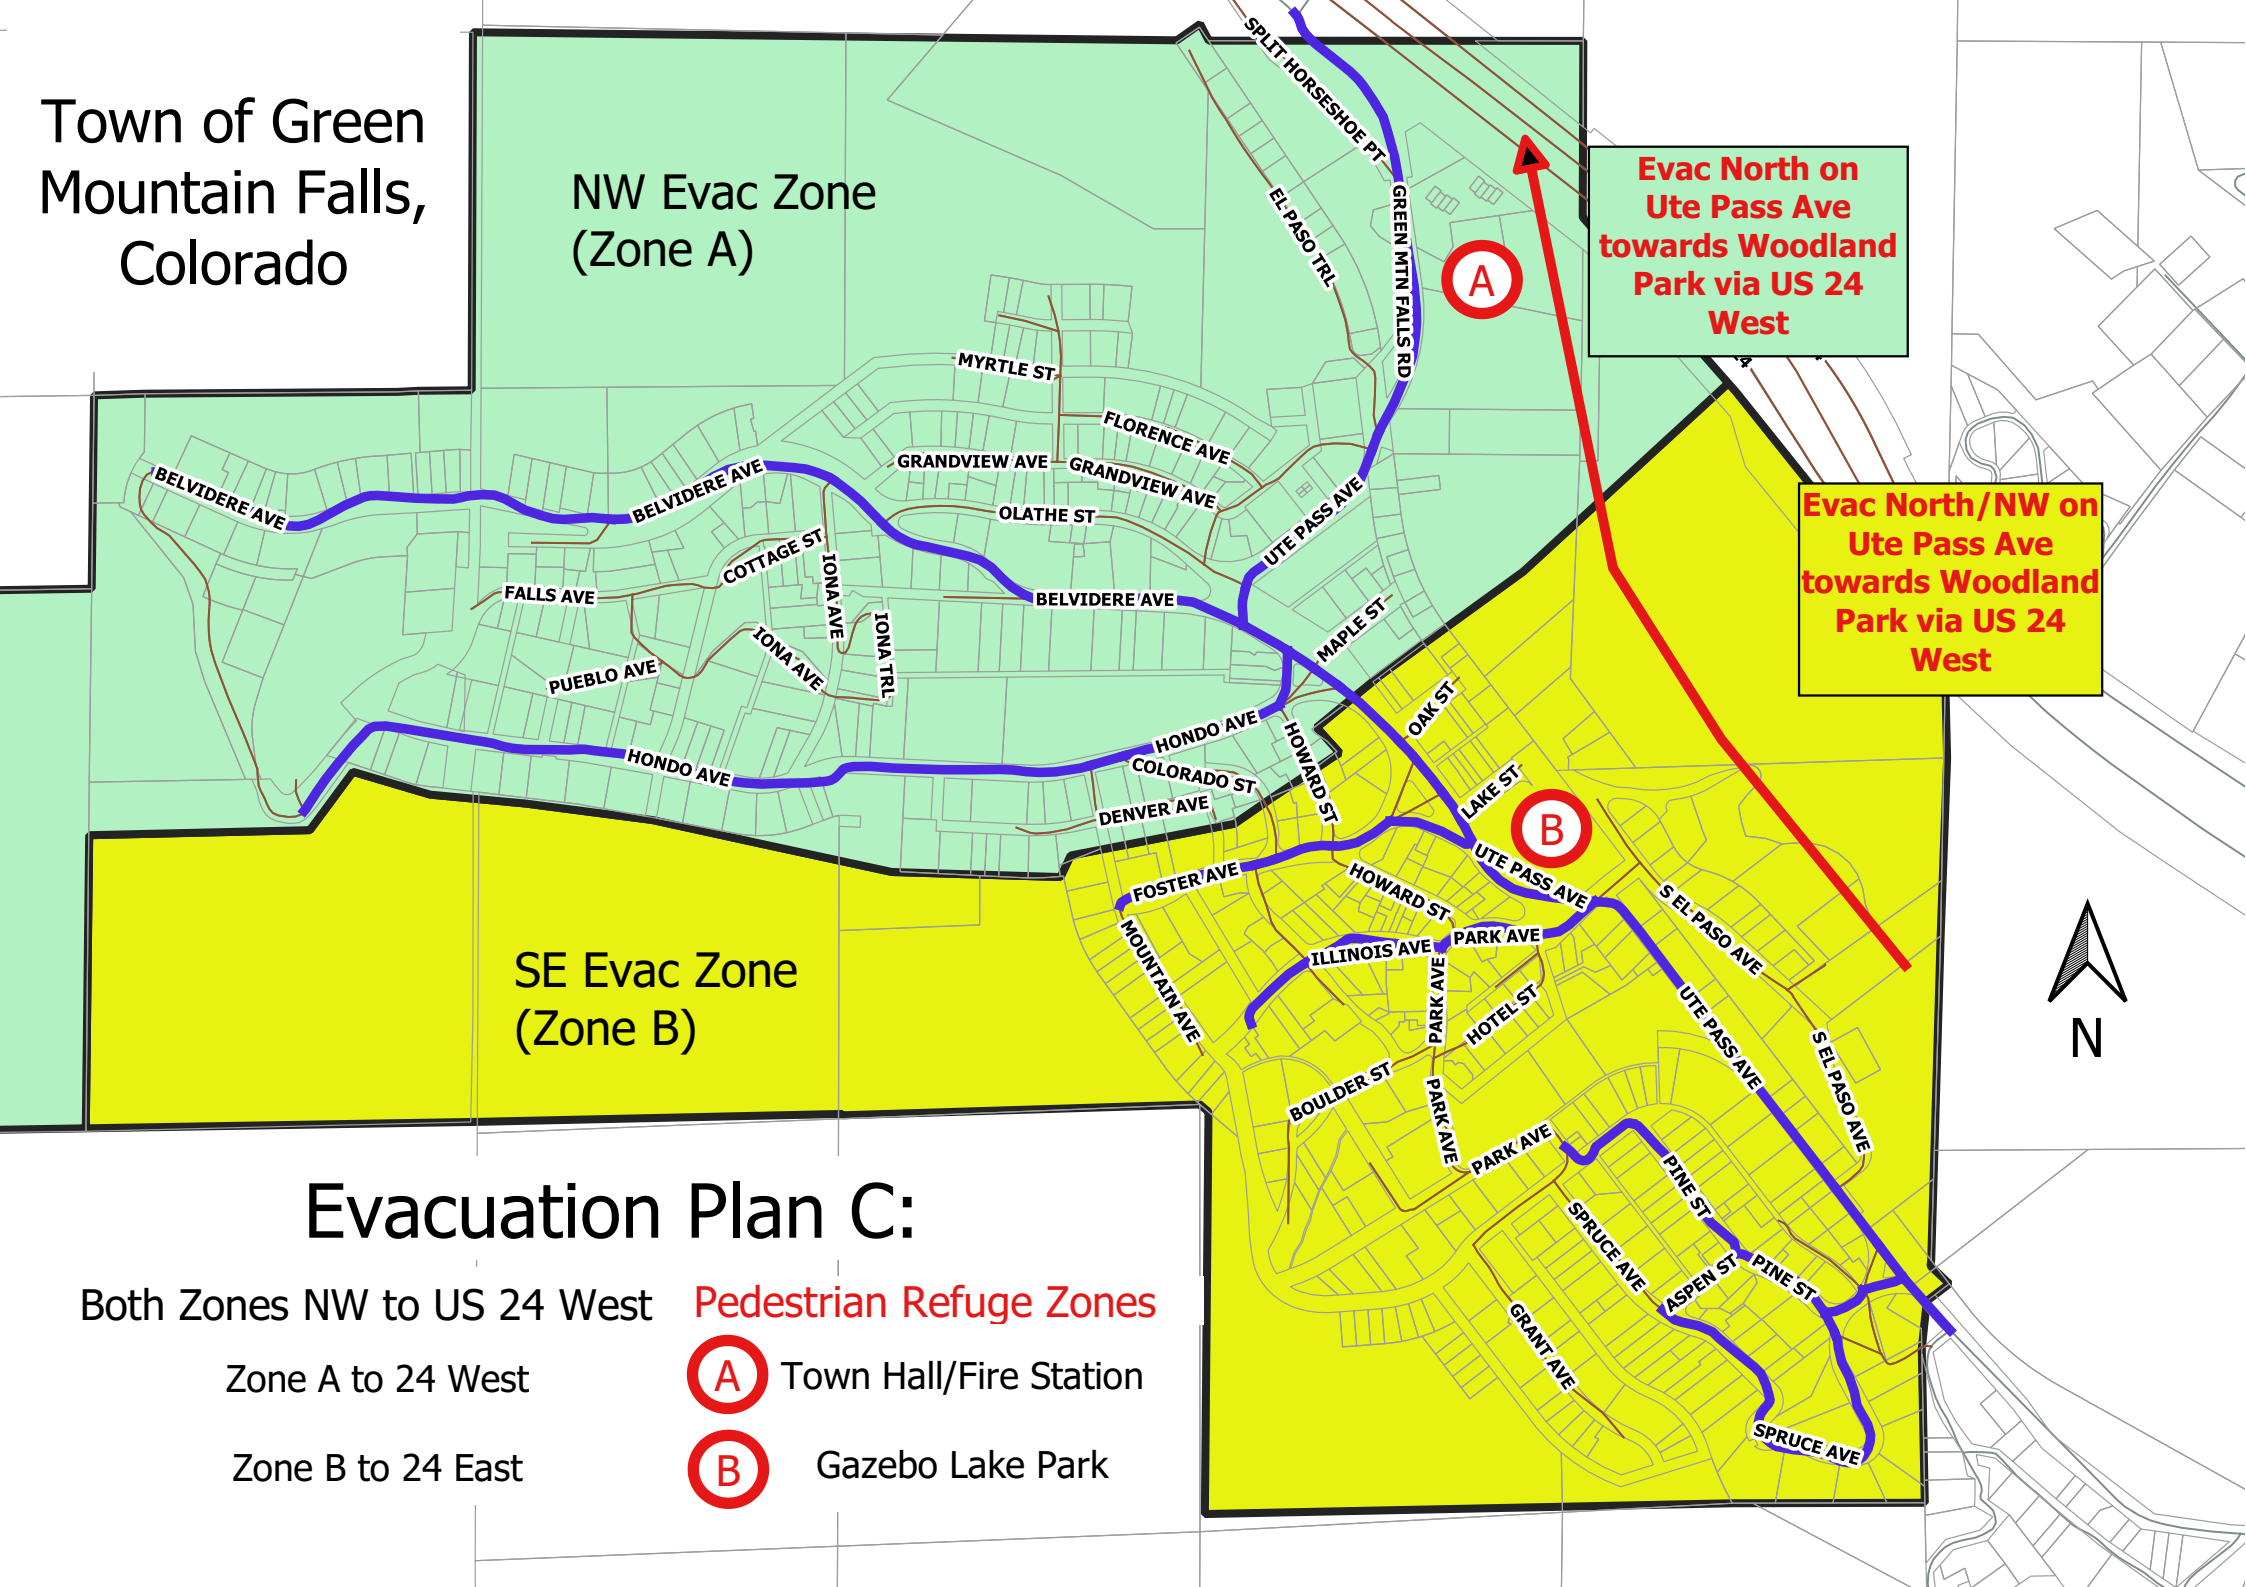 Town of Green
Mountain Falls,
Colorado
NW Evac Zone
(Zone A)
SPLIT HORSESHOE PT
EL PASO TRL
GREEN MTN FALLS RD
A
Evac North on
Ute Pass Ave
towards Woodland
Park via US 24
West
24
MYRTLE ST
FLORENCE AVE
GRANDVIEW AVE
GRANDVIEW AVE
BELVIDERE AVE
BELVIDERE AVE
OLATHE ST
UTE PASS AVE
COTTAGE ST
IONA AVE
FALLS AVE
BELVIDERE AVE
IONA TRL
MAPLE ST
IONA AVE
PUEBLO AVE
Evac North/NW on
Ute Pass Ave
towards Woodland
Park via US 24
West
OAK ST
HONDO AVE
HOWARD ST
HONDO AVE
COLORADO ST
LAKE ST
DENVER AVE
B
UTE PASS AVE
FOSTER AVE
HOWARD ST
S EL PASO AVE
SE Evac Zone
(Zone B)
MOUNTAIN AVE
ILLINOIS AVE
PARK AVE
PARK AVE
HOTEL ST
UTE PASS AVE
N
BOULDER ST
S EL PASO AVE
PARK AVE
PARK AVE
PINE ST
SPRUCE AVE
ASPEN ST
PINE ST
GRANT AVE
SPRUCE AVE
Evacuation Plan C:
Both Zones NW to US 24 West
Zone A to 24 West
Zone B to 24 East
Pedestrian Refuge Zones
A Town Hall/Fire Station
B Gazebo Lake Park